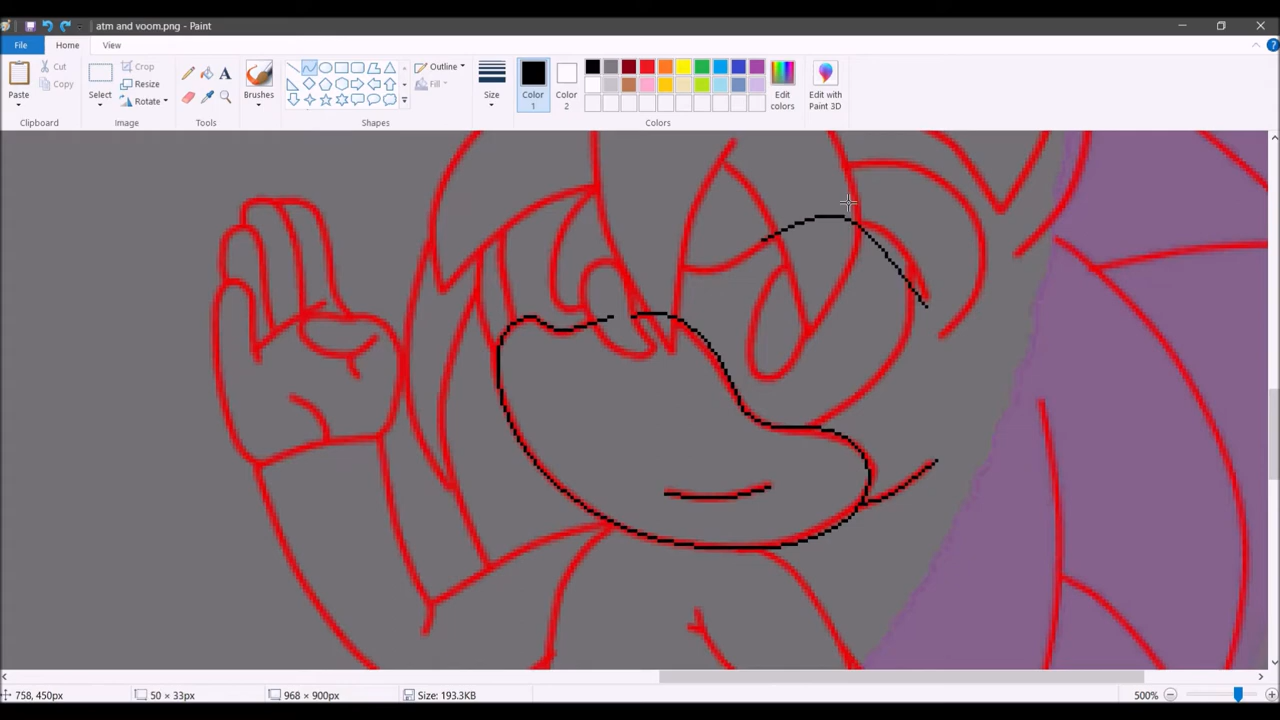 atm and voom.png - Paint
File Home View
Paste
Cut
Copy
Clipboard
Select
Crop
Resize
Rotate
Image
A
Tools
Brushes
Outline
Fill
Shapes
Size
Color 1
Color 2
Edit colors
Edit with Paint 3D
Colors
758, 450px
50 × 33px
968 × 900px
Size: 193.3KB
500%